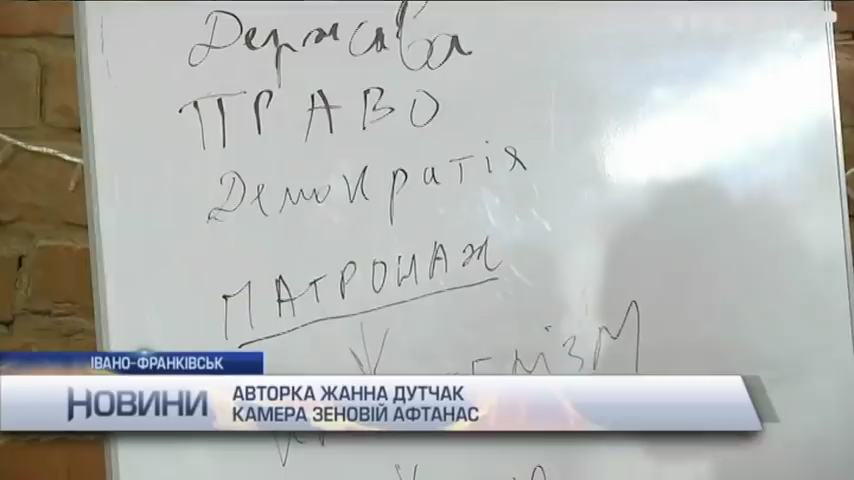 Держава
ПРАВО
Демократія
ПАТРОНАЖ
ІВАНО-ФРАНКІВСЬК
НОВИНИ
АВТОРКА ЖАННА ДУТЧАК
КАМЕРА ЗЕНОВІЙ АФТАНАС